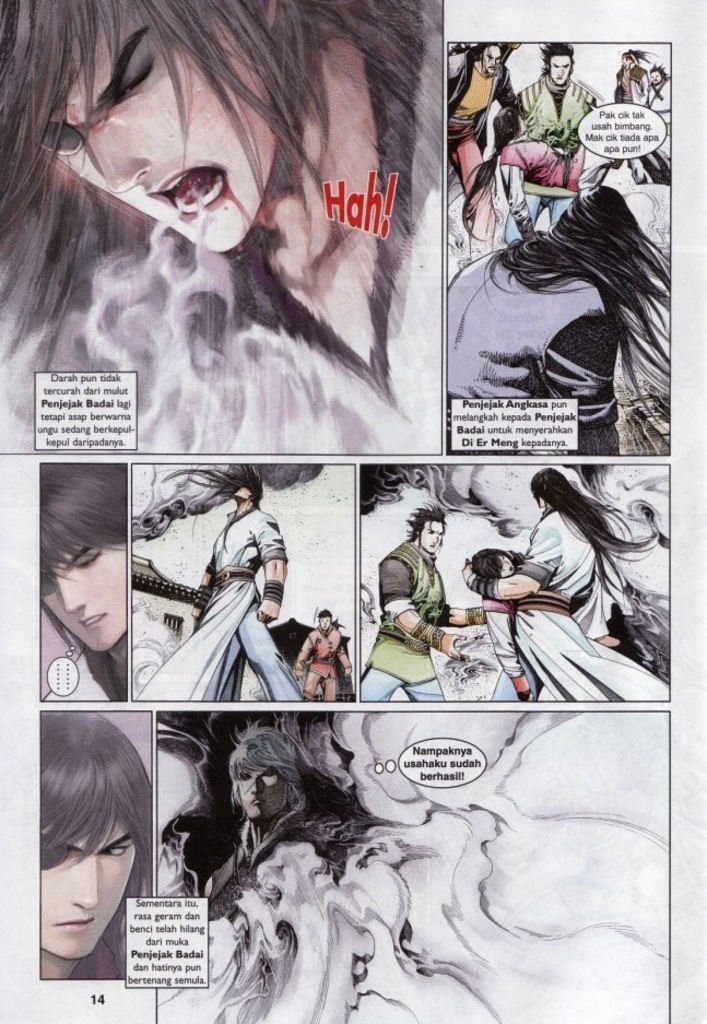 Hah!
Darah pun tidak
tercurah dari mulut
Penjejak Badai lagi
tetapi asap berwarna
ungu sedang berkepul-
kepul daripadanya.
Pak cik tak
usah bimbang.
Mak cik tiada apa
apa pun!
Penjejak Angkasa pun
melangkah kepada Penjejak
Badai untuk menyerahkan
Di Er Meng kepadanya.
Nampaknya
usahaku sudah
berhasil!
Sementara itu,
rasa geram dan
benci telah hilang
dari muka
Penjejak Badai
dan hatinya pun
bertenang semula.
14